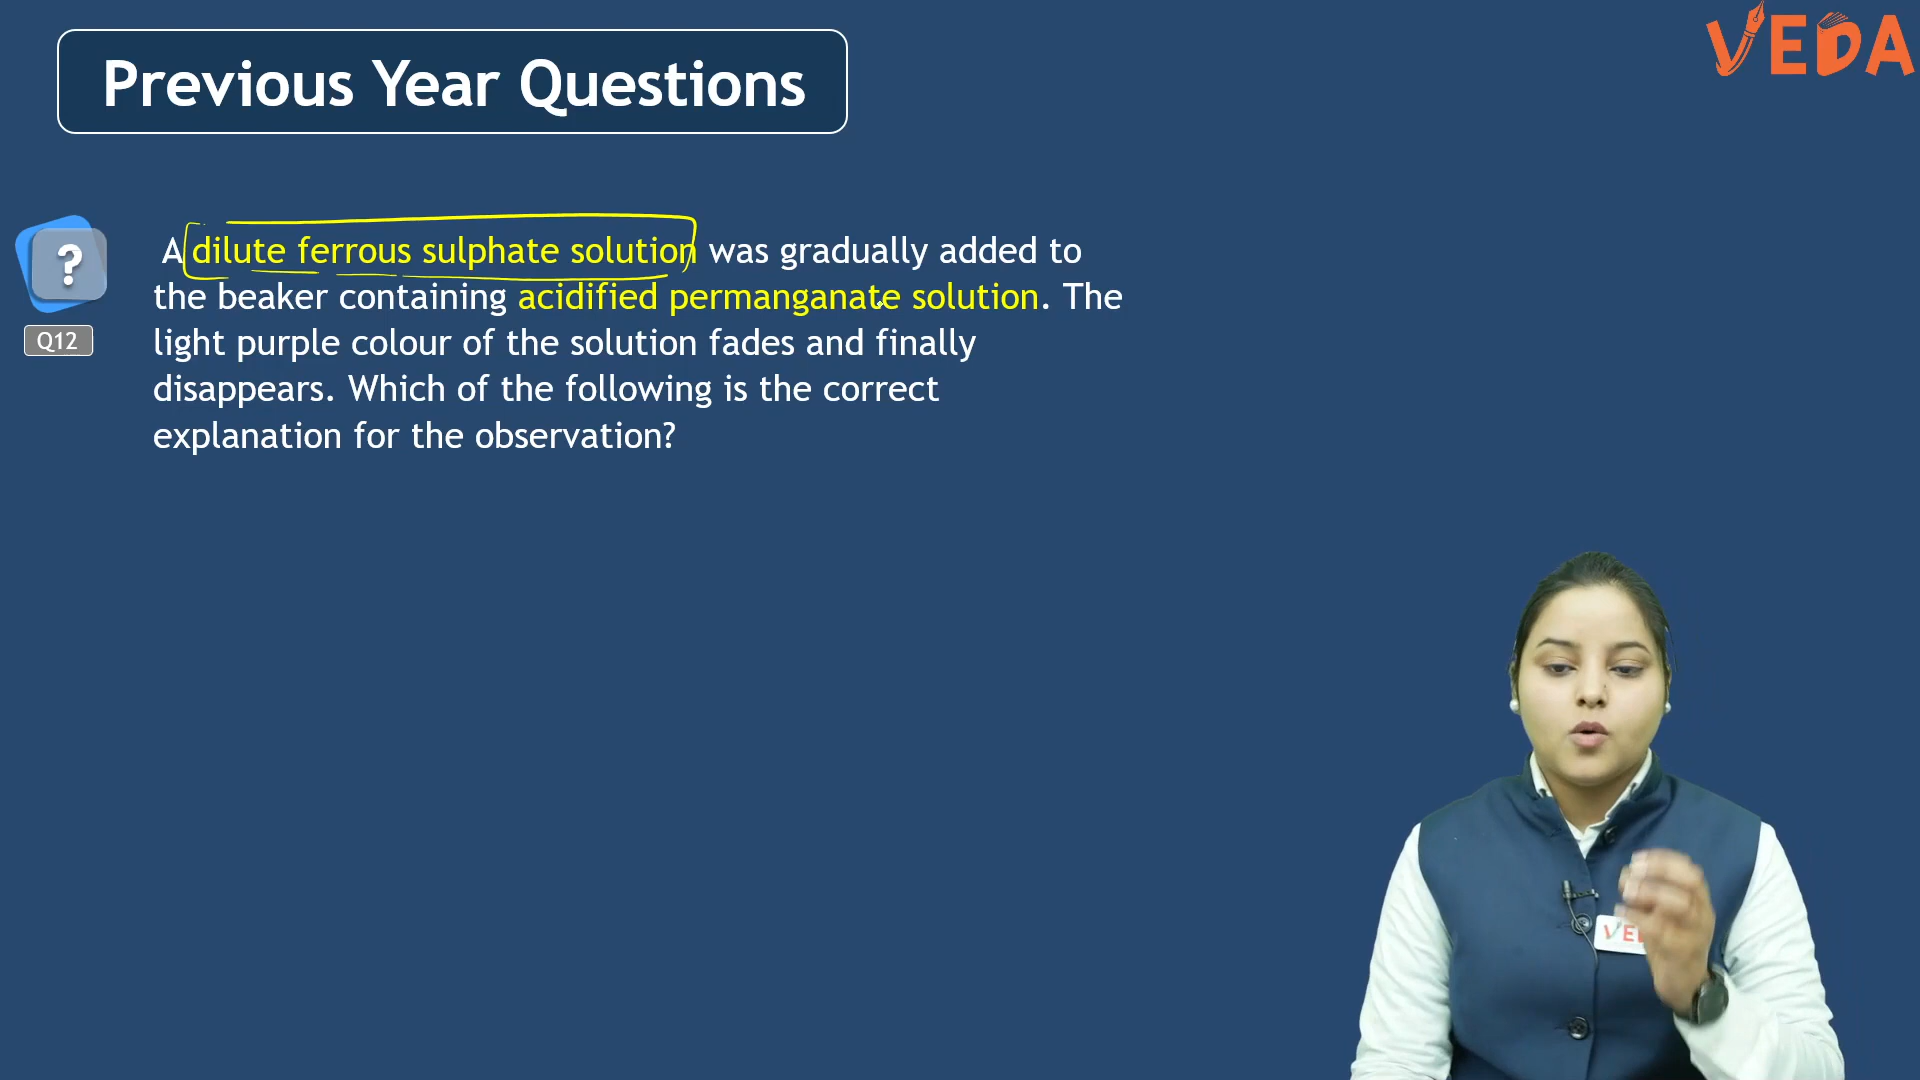 Previous Year Questions
VEDA
A dilute ferrous sulphate solution was gradually added to
the beaker containing acidified permanganate solution. The
light purple colour of the solution fades and finally
disappears. Which of the following is the correct
explanation for the observation?
?
Q12